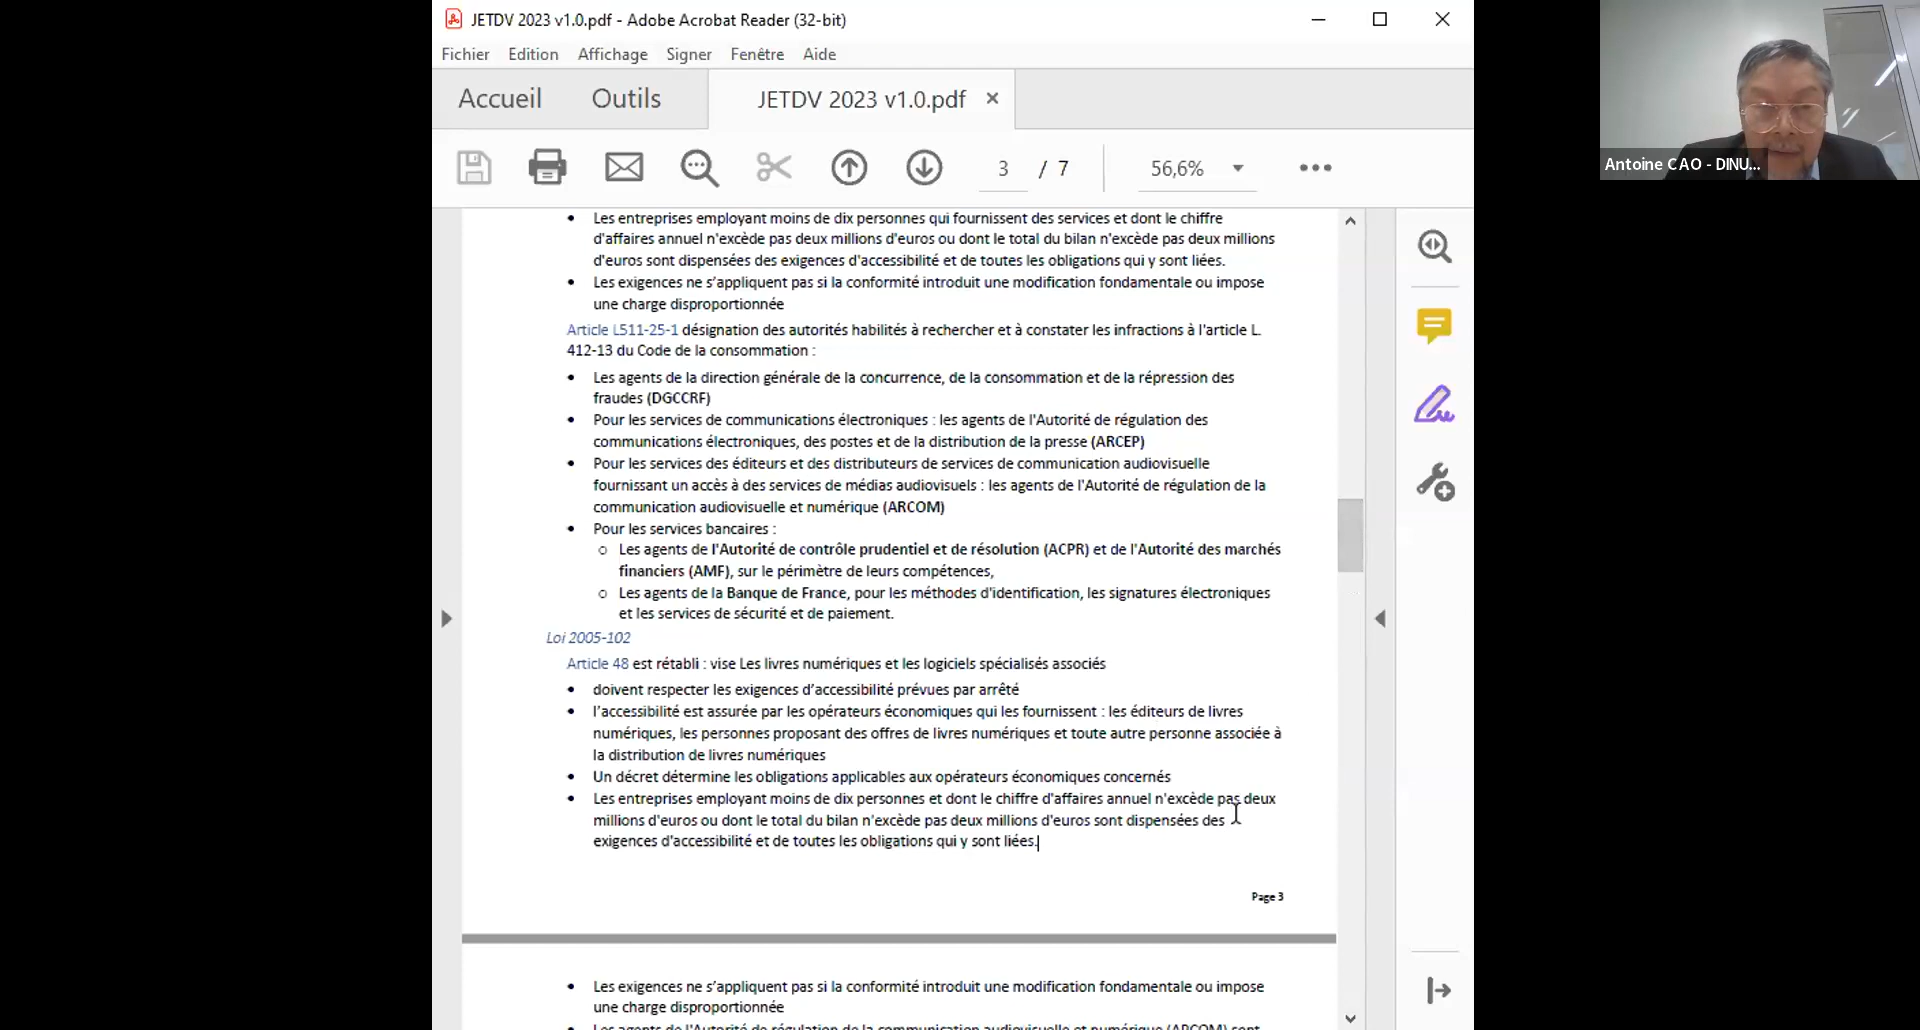 JETDV 2023 v1.0.pdf - Adobe Acrobat Reader (32-bit)
Fichier Edition Affichage Signer Fenêtre Aide
Accueil Outils JETDV 2023 v1.0.pdf ×
3 / 7 56,6%
Les entreprises employant moins de dix personnes qui fournissent des services et dont le chiffre
d'affaires annuel n'excède pas deux millions d'euros ou dont le total du bilan n'excède pas deux millions
d'euros sont dispensées des exigences d'accessibilité et de toutes les obligations qui y sont liées.
Les exigences ne s’appliquent pas si la conformité introduit une modification fondamentale ou impose
une charge disproportionnée
Article L511-25-1 désignation des autorités habilités à rechercher et à constater les infractions à l'article L.
412-13 du Code de la consommation :
Les agents de la direction générale de la concurrence, de la consommation et de la répression des
fraudes (DGCCRF)
Pour les services de communications électroniques : les agents de l'Autorité de régulation des
communications électroniques, des postes et de la distribution de la presse (ARCEP)
Pour les services des éditeurs et des distributeurs de services de communication audiovisuelle
fournissant un accès à des services de médias audiovisuels : les agents de l'Autorité de régulation de la
communication audiovisuelle et numérique (ARCOM)
Pour les services bancaires :
Les agents de l'Autorité de contrôle prudentiel et de résolution (ACPR) et de l'Autorité des marchés
financiers (AMF), sur le périmètre de leurs compétences,
Les agents de la Banque de France, pour les méthodes d'identification, les signatures électroniques
et les services de sécurité et de paiement.
Loi 2005-102
Article 48 est rétabli : vise Les livres numériques et les logiciels spécialisés associés
doivent respecter les exigences d’accessibilité prévues par arrêté
l’accessibilité est assurée par les opérateurs économiques qui les fournissent : les éditeurs de livres
numériques, les personnes proposant des offres de livres numériques et toute autre personne associée à
la distribution de livres numériques
Un décret détermine les obligations applicables aux opérateurs économiques concernés
Les entreprises employant moins de dix personnes et dont le chiffre d'affaires annuel n'excède pas deux
millions d'euros ou dont le total du bilan n'excède pas deux millions d'euros sont dispensées des
exigences d'accessibilité et de toutes les obligations qui y sont liées.
Page 3
Les exigences ne s’appliquent pas si la conformité introduit une modification fondamentale ou impose
une charge disproportionnée
Les agents de l'Autorité de régulation de la communication audiovisuelle et numérique (ARCOM) sont
Antoine CAO - DINU...